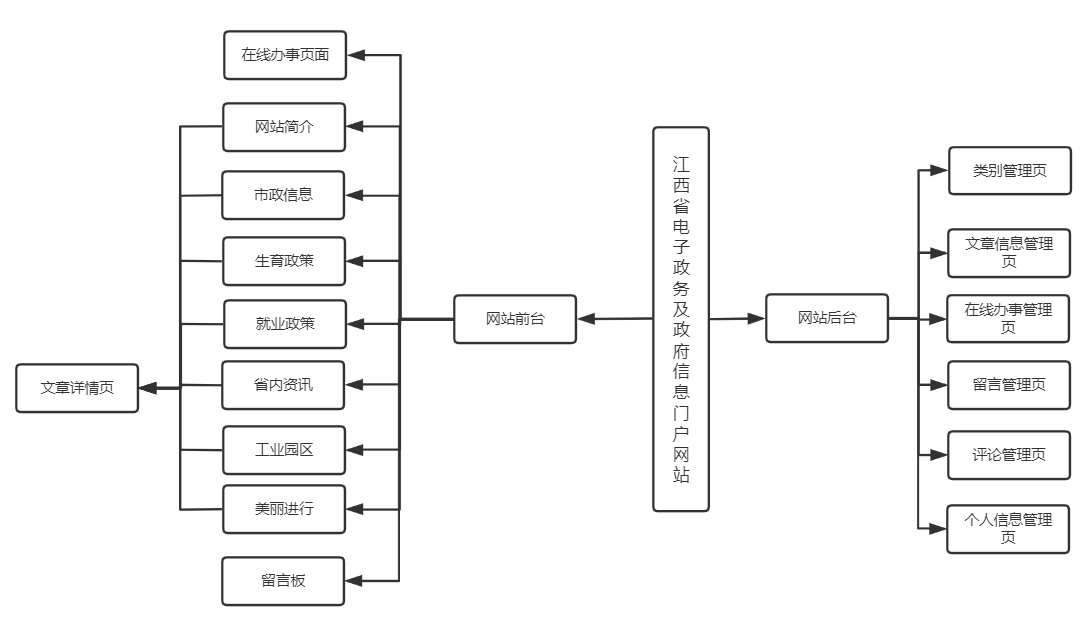 在线办事页面
网站简介
市政信息
生育政策
就业政策
省内资讯
工业园区
美丽进行
留言板
文章详情页
网站前台
江西省电子政务及政府信息门户网站
网站后台
类别管理页
文章信息管理
页
在线办事管理
页
留言管理页
评论管理页
个人信息管理
页